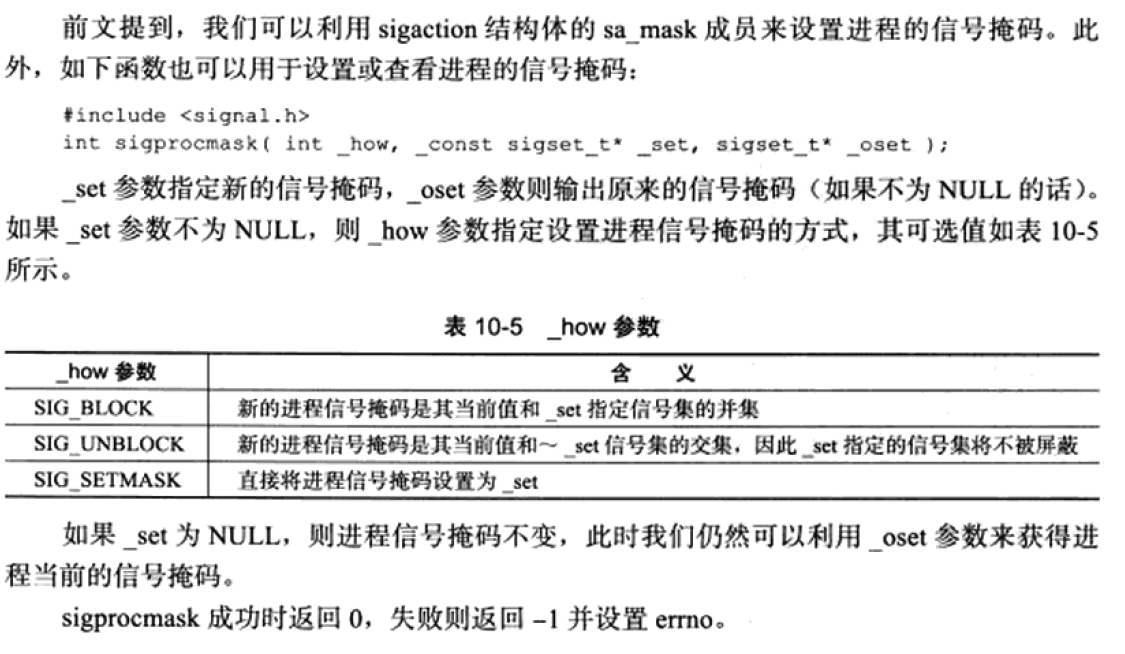 前文提到，我们可以利用 sigaction 结构体的 sa_mask 成员来设置进程的信号掩码。此
外，如下函数也可以用于设置或查看进程的信号掩码：
#include <signal.h>
int sigprocmask( int _how, _const sigset_t* _set, sigset_t* _oset );
_set 参数指定新的信号掩码，_oset 参数则输出原来的信号掩码（如果不为 NULL 的话）。
如果 _set 参数不为 NULL，则 _how 参数指定设置进程信号掩码的方式，其可选值如表 10-5
所示。
表 10-5 _how 参数
_how 参数 含 义
SIG_BLOCK 新的进程信号掩码是其当前值和 _set 指定信号集的并集
SIG_UNBLOCK 新的进程信号掩码是其当前值和～ _set 信号集的交集，因此 _set 指定的信号集将不被屏蔽
SIG_SETMASK 直接将进程信号掩码设置为 _set
如果 _set 为 NULL，则进程信号掩码不变，此时我们仍然可以利用 _oset 参数来获得进
程当前的信号掩码。
sigprocmask 成功时返回 0，失败则返回 –1 并设置 errno。